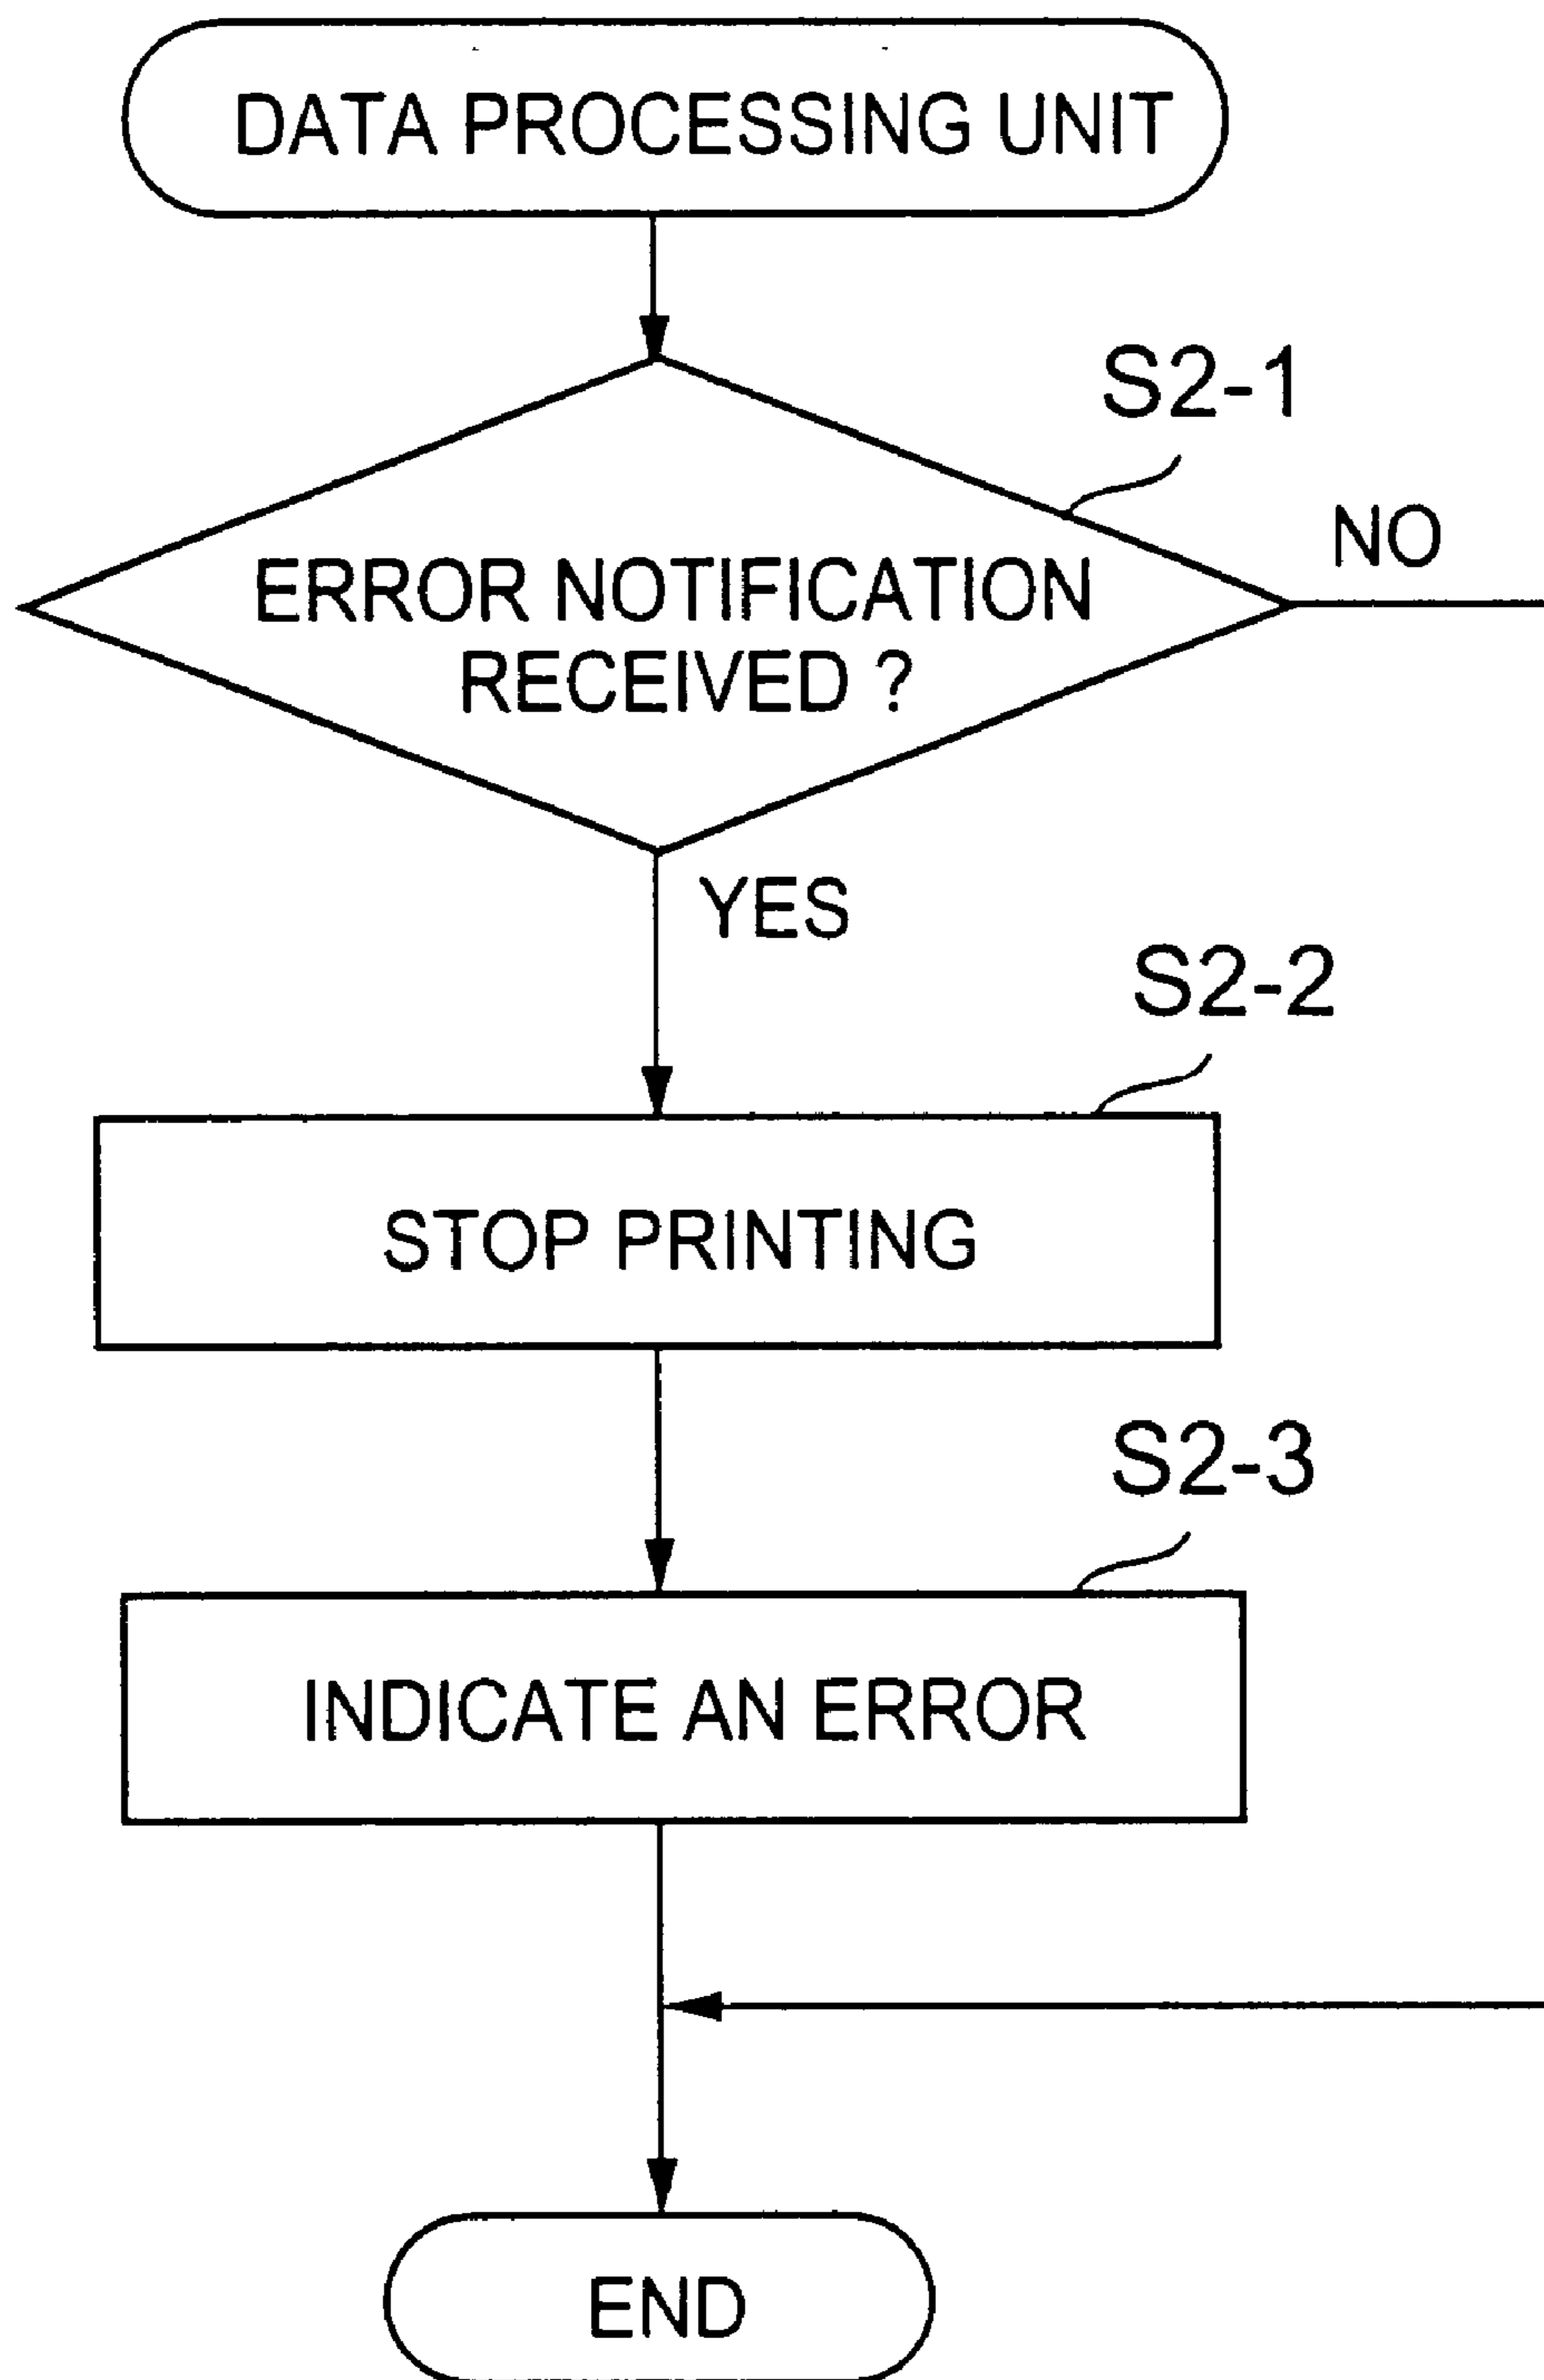 DATA PROCESSING UNIT
S2-1
NO
ERROR NOTIFICATION
RECEIVED ?
YES
S2-2
STOP PRINTING
S2-3
INDICATE AN ERROR
END